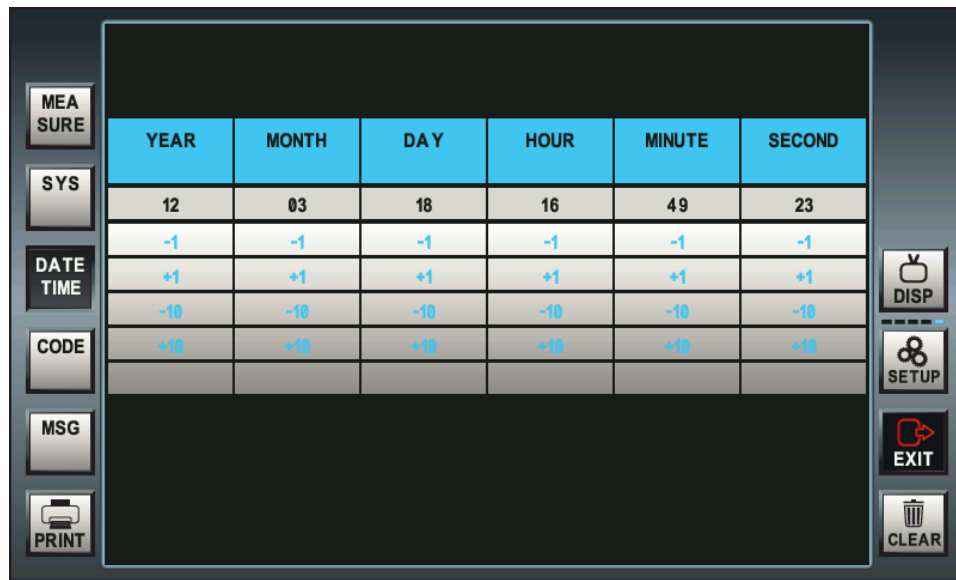 MEA
SURE
SYS
DATE
TIME
CODE
MSG
PRINT
YEAR MONTH DAY HOUR MINUTE SECOND
12 03 18 16 49 23
-1 -1 -1 -1 -1 -1
+1 +1 +1 +1 +1 +1
-10 -10 -10 -10 -10 -10
+10 +10 +10 +10 +10 +10
DISP
SETUP
EXIT
CLEAR